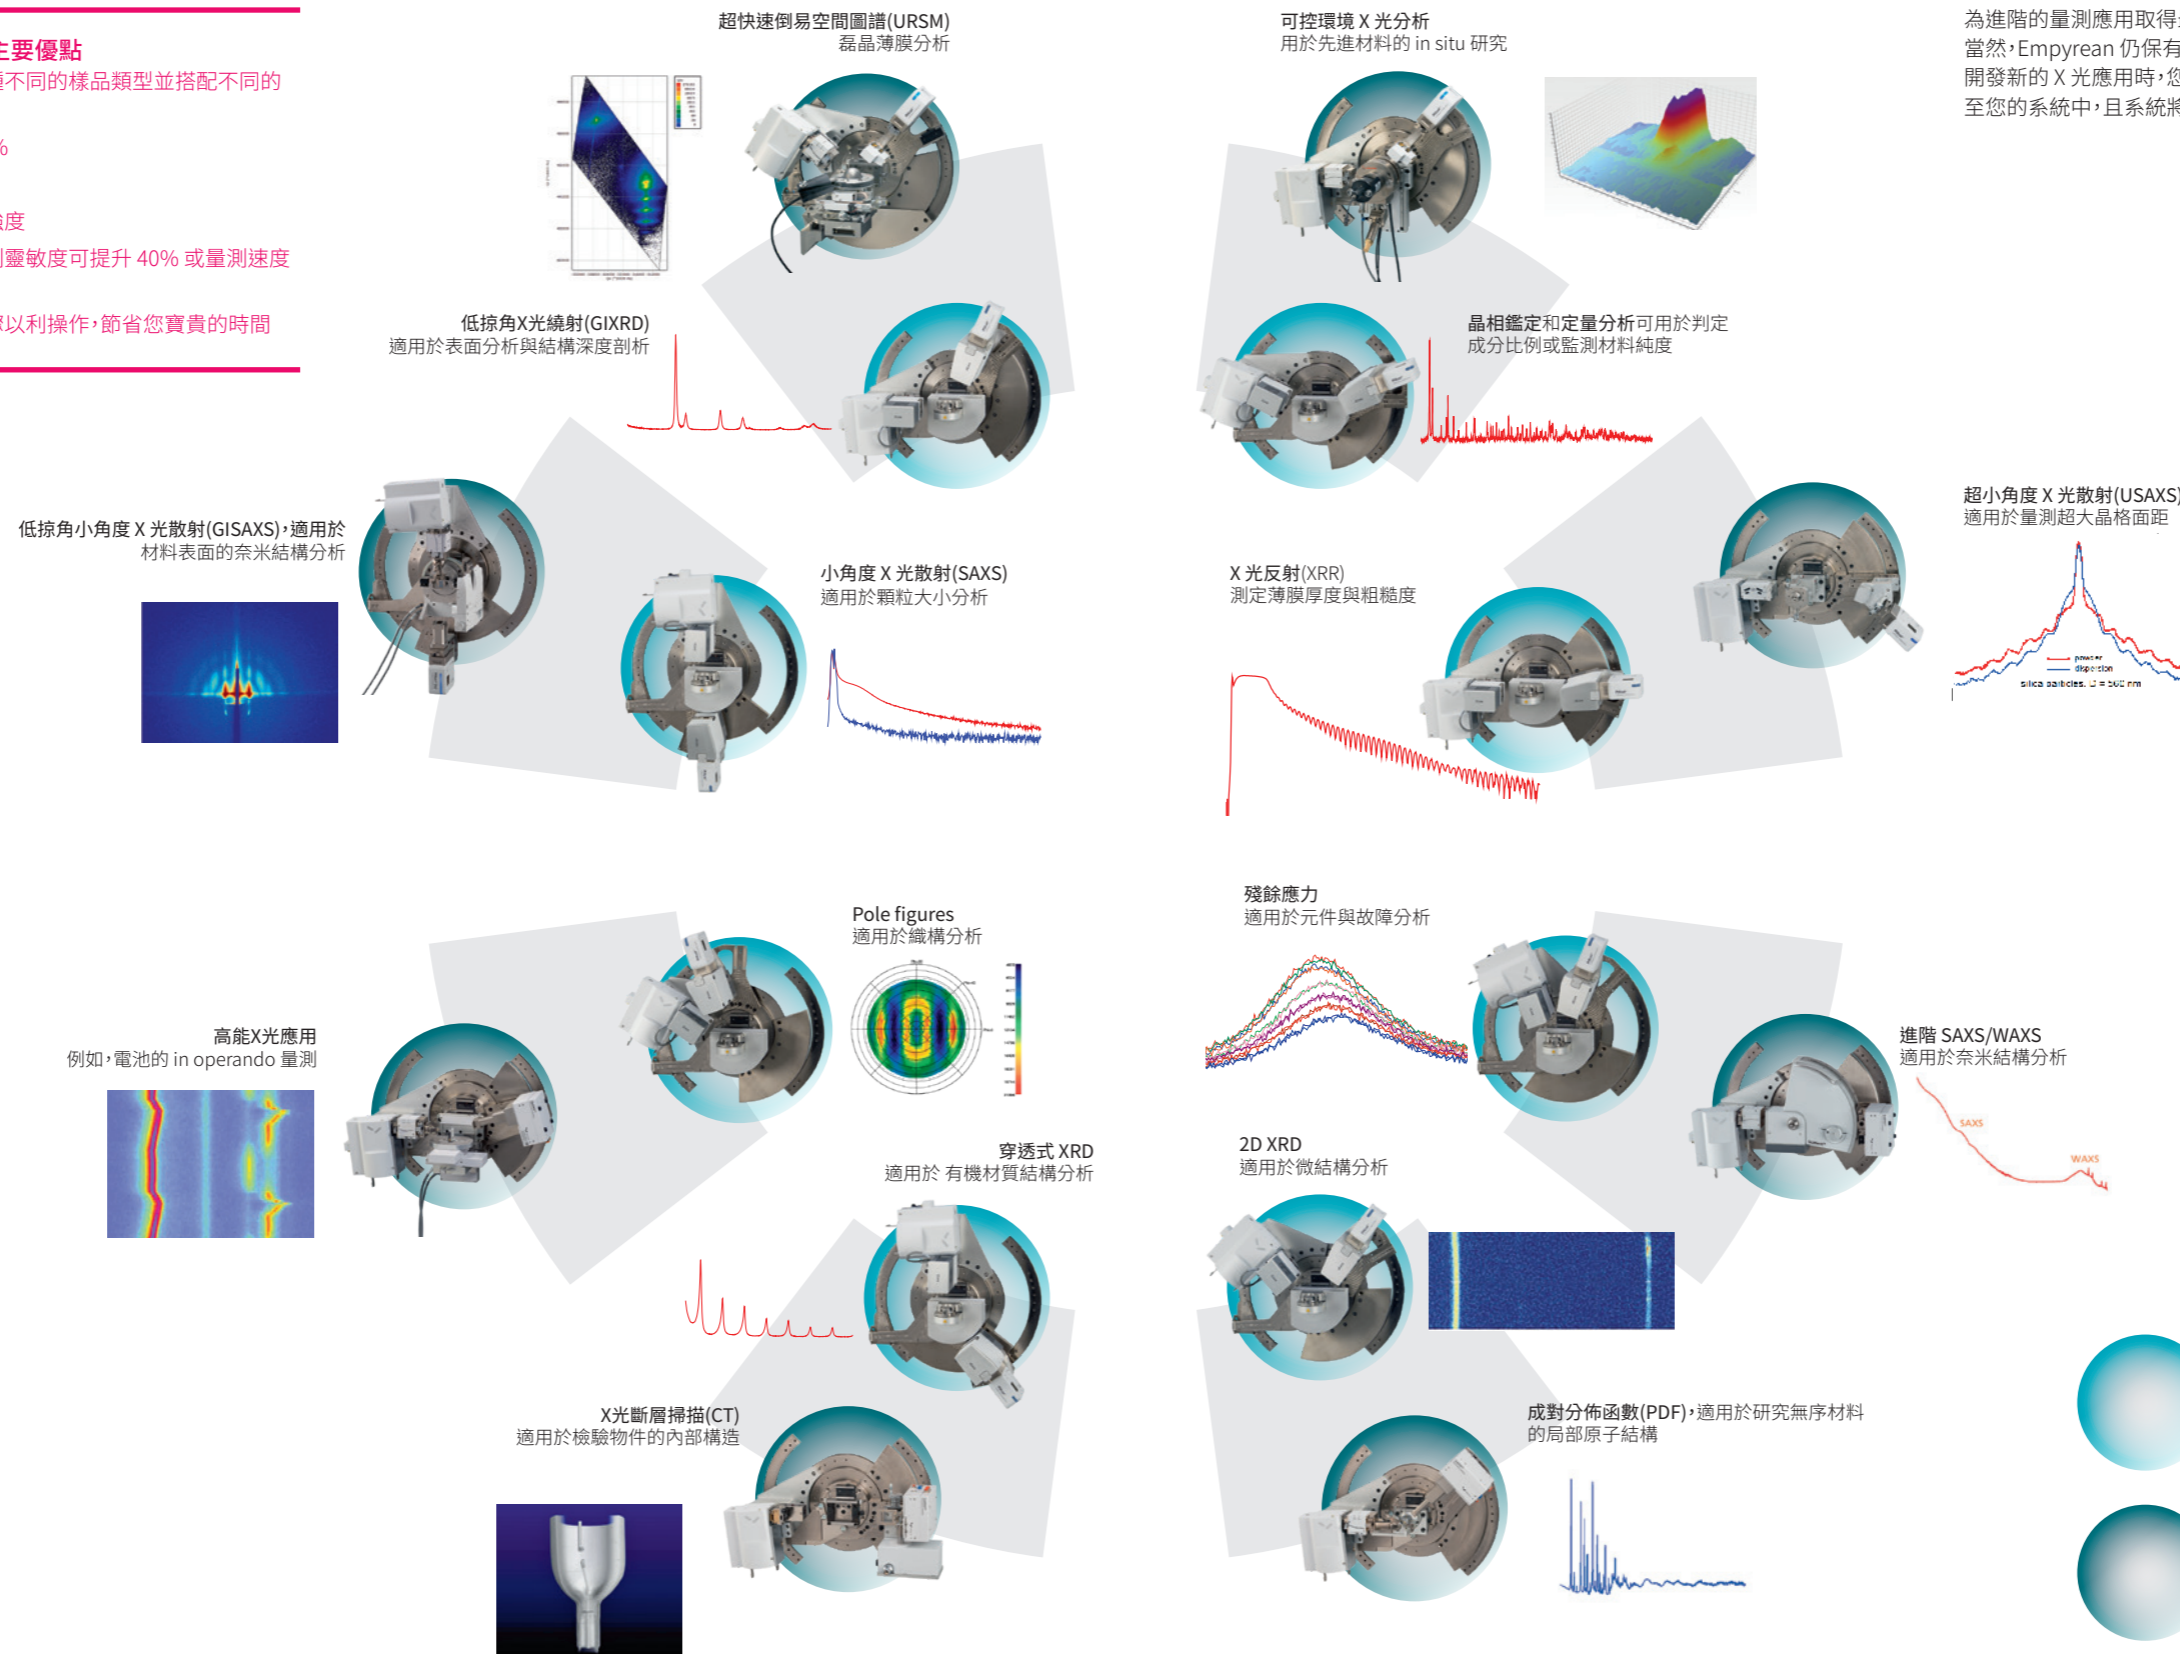 主要優點
不同的樣品類型並搭配不同的
%
度
靈敏度可提升 40% 或量測速度
以利操作，節省您寶貴的時間
超快速倒易空間圖譜(URSM)
磊晶薄膜分析
可控環境 X 光分析
用於先進材料的 in situ 研究
為進階的量測應用取得
當然，Empyrean 仍保有
開發新的 X 光應用時，您
至您的系統中，且系統將
低掠角X光繞射(GIXRD)
適用於表面分析與結構深度剖析
晶相鑑定和定量分析可用於判定
成分比例或監測材料純度
低掠角小角度 X 光散射(GISAXS)，適用於
材料表面的奈米結構分析
小角度 X 光散射(SAXS)
適用於顆粒大小分析
X 光反射(XRR)
測定薄膜厚度與粗糙度
超小角度 X 光散射(USAXS)
適用於量測超大晶格面距
powder
dispersion
silica particles, D = 560 nm
Pole figures
適用於織構分析
殘餘應力
適用於元件與故障分析
高能X光應用
例如，電池的 in operando 量測
進階 SAXS/WAXS
適用於奈米結構分析
SAXS
WAXS
穿透式 XRD
適用於 有機材質結構分析
2D XRD
適用於微結構分析
X光斷層掃描(CT)
適用於檢驗物件的內部構造
成對分佈函數(PDF)，適用於研究無序材料
的局部原子結構